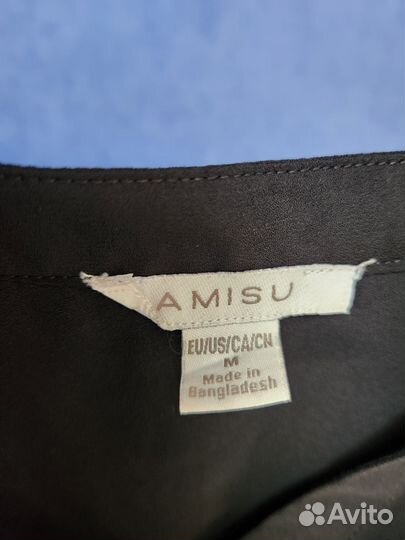 AMISU
EU/US/CA/CN
M
Made in
Bangladesh
Avito